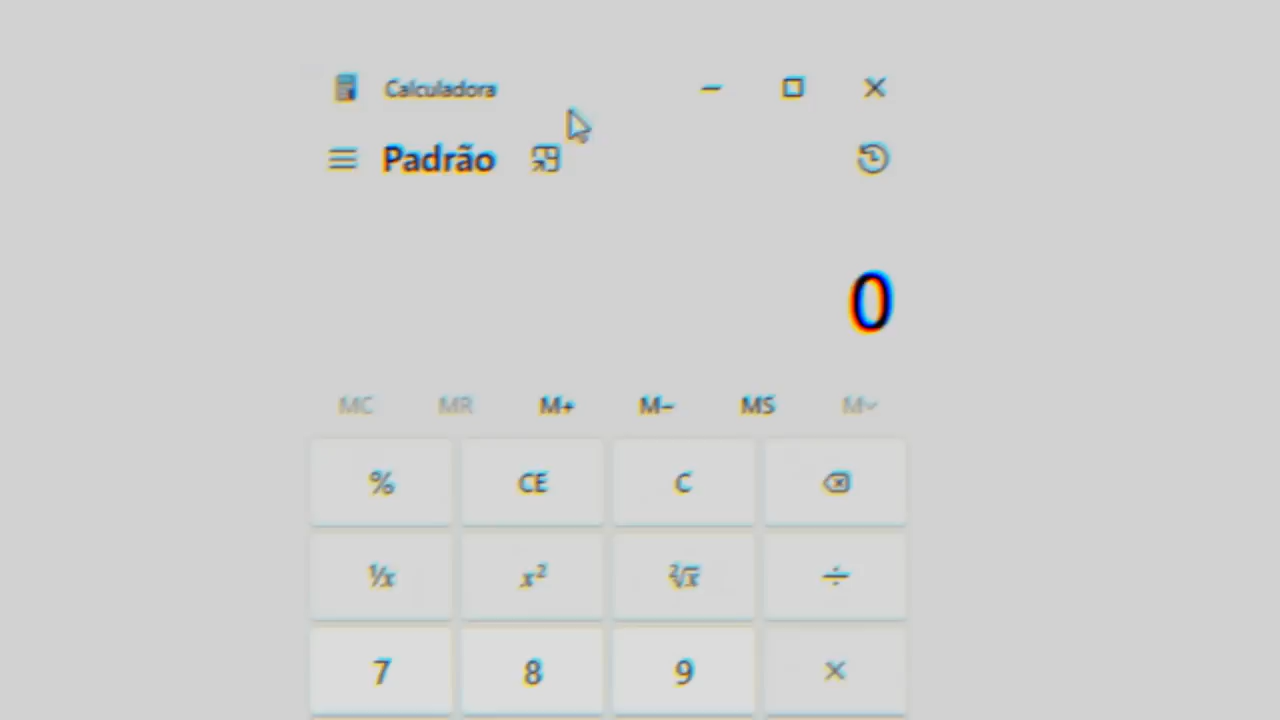 Calculadora
Padrão
0
MC MR M+ M− MS M
% CE C
¹/x x² ²√x ÷
7 8 9 ×